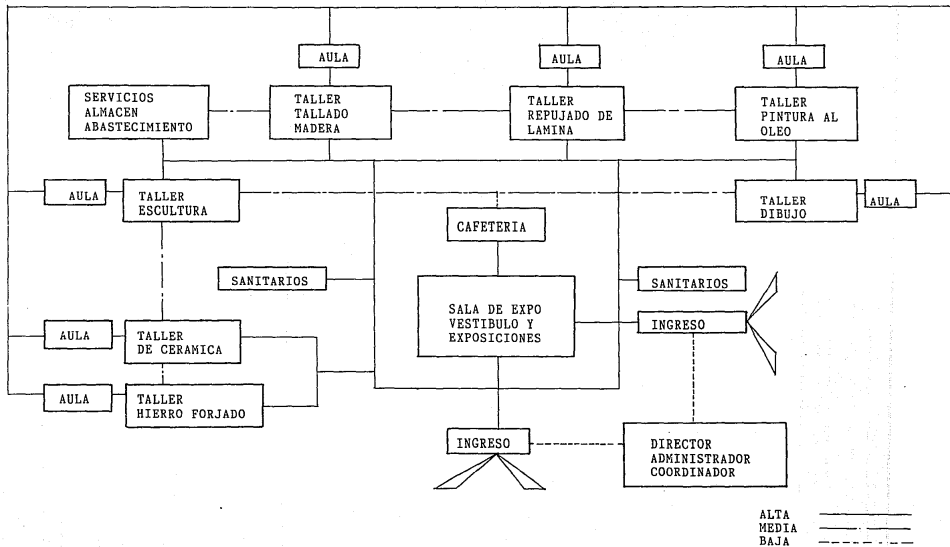 AULA
AULA
AULA
SERVICIOS
ALMACEN
ABASTECIMIENTO
TALLER
TALLADO
MADERA
TALLER
REPUJADO DE
LAMINA
TALLER
PINTURA AL
OLEO
AULA
TALLER
ESCULTURA
TALLER
DIBUJO
AULA
CAFETERIA
SANITARIOS
SANITARIOS
SALA DE EXPO
VESTIBULO Y
EXPOSICIONES
INGRESO
AULA
TALLER
DE CERAMICA
AULA
TALLER
HIERRO FORJADO
INGRESO
DIRECTOR
ADMINISTRADOR
COORDINADOR
ALTA
MEDIA
BAJA